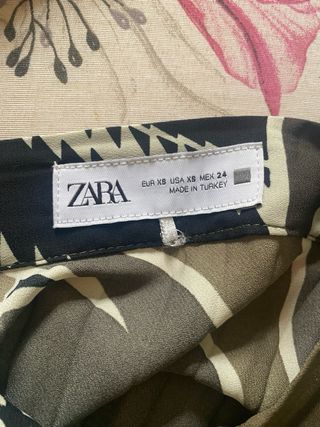 ZARA
EUR XS USA XS MEX 24
MADE IN TURKEY